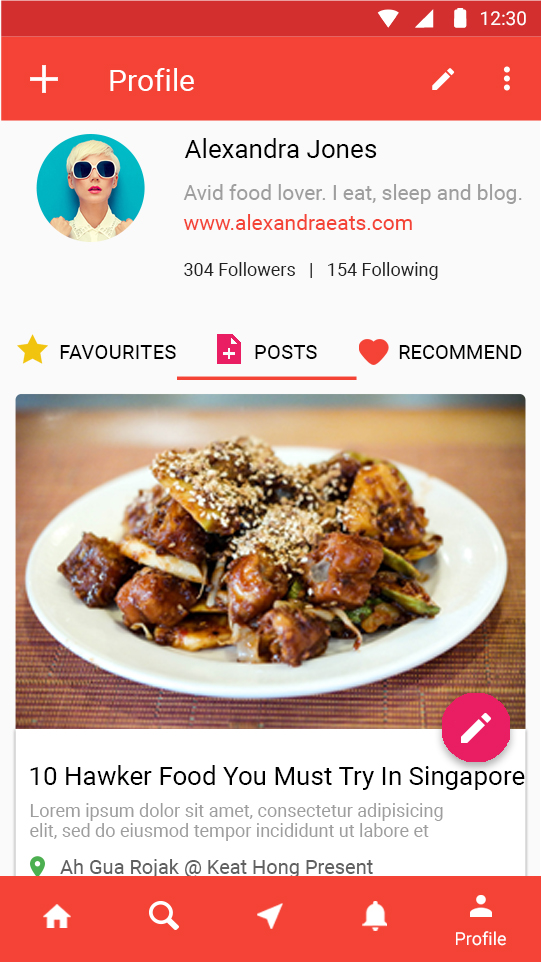 12:30
Profile
Alexandra Jones
Avid food lover. I eat, sleep and blog.
www.alexandraeats.com
304 Followers | 154 Following
FAVOURITES POSTS RECOMMEND
10 Hawker Food You Must Try In Singapore
Lorem ipsum dolor sit amet, consectetur adipisicing
elit, sed do eiusmod tempor incididunt ut labore et
Ah Gua Rojak @ Keat Hong Present
Profile